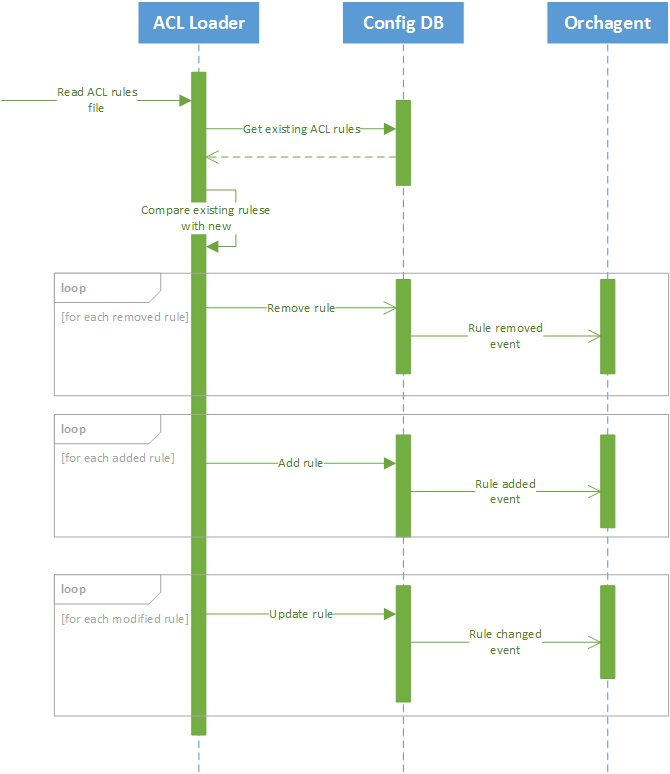 ACL Loader
Config DB
Orchagent
Read ACL rules
file
Get existing ACL rules
Compare existing rulese
with new
loop
[for each removed rule]
Remove rule
Rule removed
event
loop
[for each added rule]
Add rule
Rule added
event
loop
[for each modified rule]
Update rule
Rule changed
event